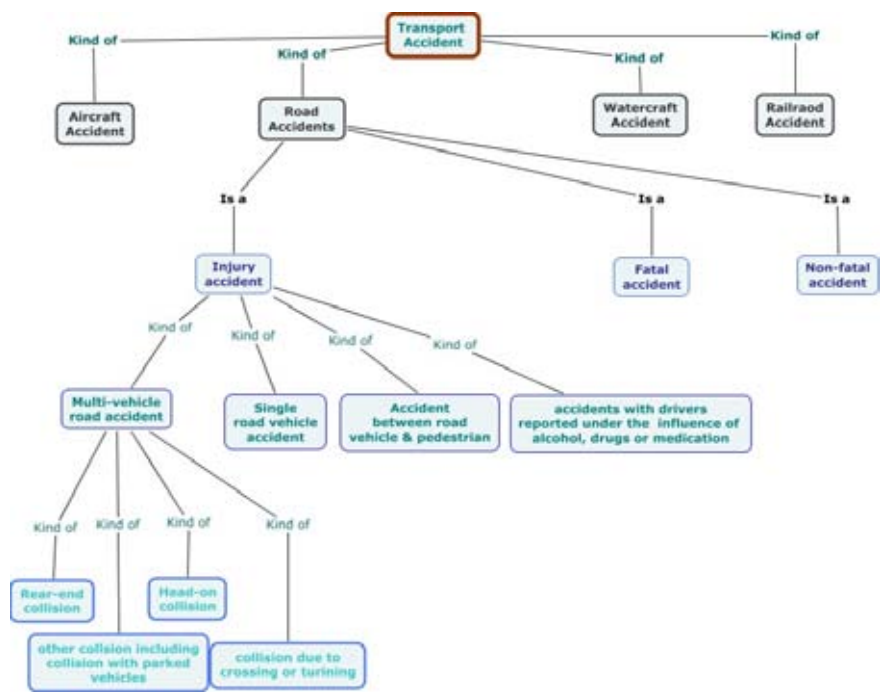 Transport
Accident
Kind of
Kind of
Kind of
Kind of
Aircraft
Accident
Road
Accidents
Watercraft
Accident
Railraod
Accident
Is a
Is a
Is a
Injury
accident
Fatal
accident
Non-fatal
accident
Kind of
Kind of
Kind of
Kind of
Multi-vehicle
road accident
Single
road vehicle
accident
Accident
between road
vehicle & pedestrian
accidents with drivers
reported under the influence of
alcohol, drugs or medication
Kind of
Kind of
Kind of
Kind of
Rear-end
collision
Head-on
collision
other collsion including
collision with parked
vehicles
collision due to
crossing or turining